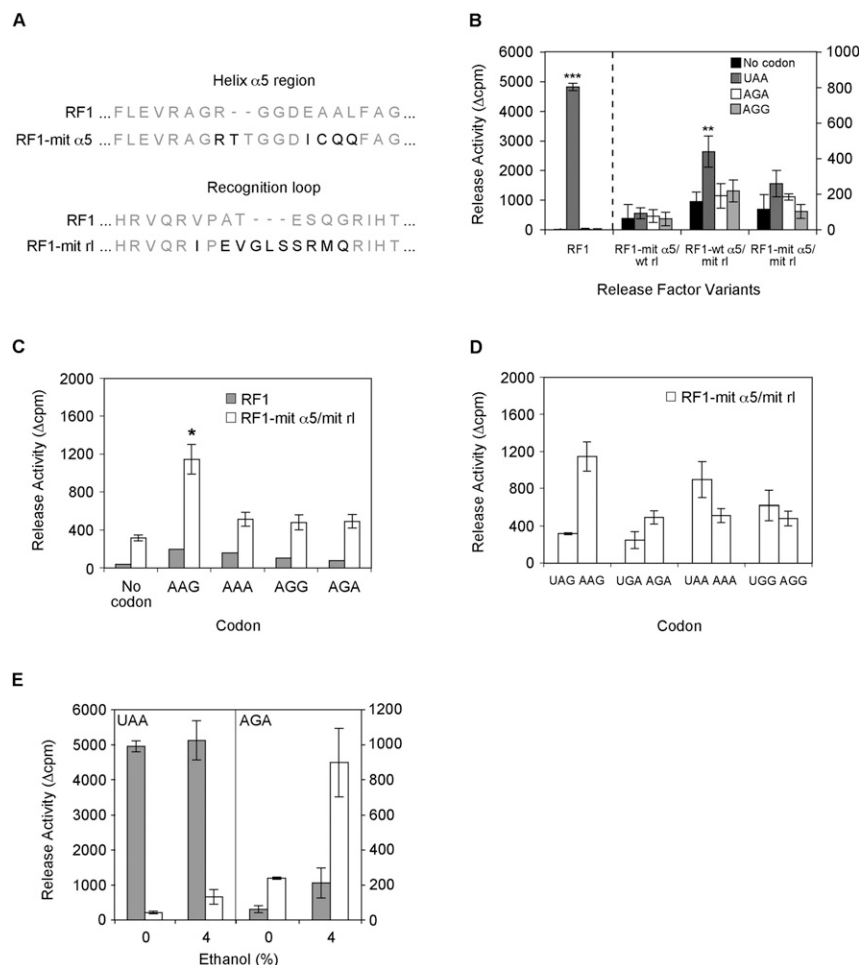 A
Helix α5 region
RF1 ... FLEVRAGR--GGDEAALFAG ...
RF1-mit α5 ... FLEVRAGRTTGGDICQQFAG ...
Recognition loop
RF1 ... HRVQRVPAT---ESQGRIHT ...
RF1-mit rl ... HRVQRIPEVGLSSRMQRIHT ...
B
Release Activity (Δcpm)
6000
5000
4000
3000
2000
1000
0
1000
800
600
400
200
0
***
**
No codon
UAA
AGA
AGG
RF1
RF1-mit α5/
wt rl
RF1-wt α5/
mit rl
RF1-mit α5/
mit rl
Release Factor Variants
C
Release Activity (Δcpm)
2000
1600
1200
800
400
0
RF1
RF1-mit α5/mit rl
*
No
codon
AAG
AAA
AGG
AGA
Codon
D
Release Activity (Δcpm)
2000
1600
1200
800
400
0
RF1-mit α5/mit rl
UAG AAG
UGA AGA
UAA AAA
UGG AGG
Codon
E
Release Activity (Δcpm)
6000
5000
4000
3000
2000
1000
0
UAA
AGA
1200
1000
800
600
400
200
0
0
4
0
4
Ethanol (%)